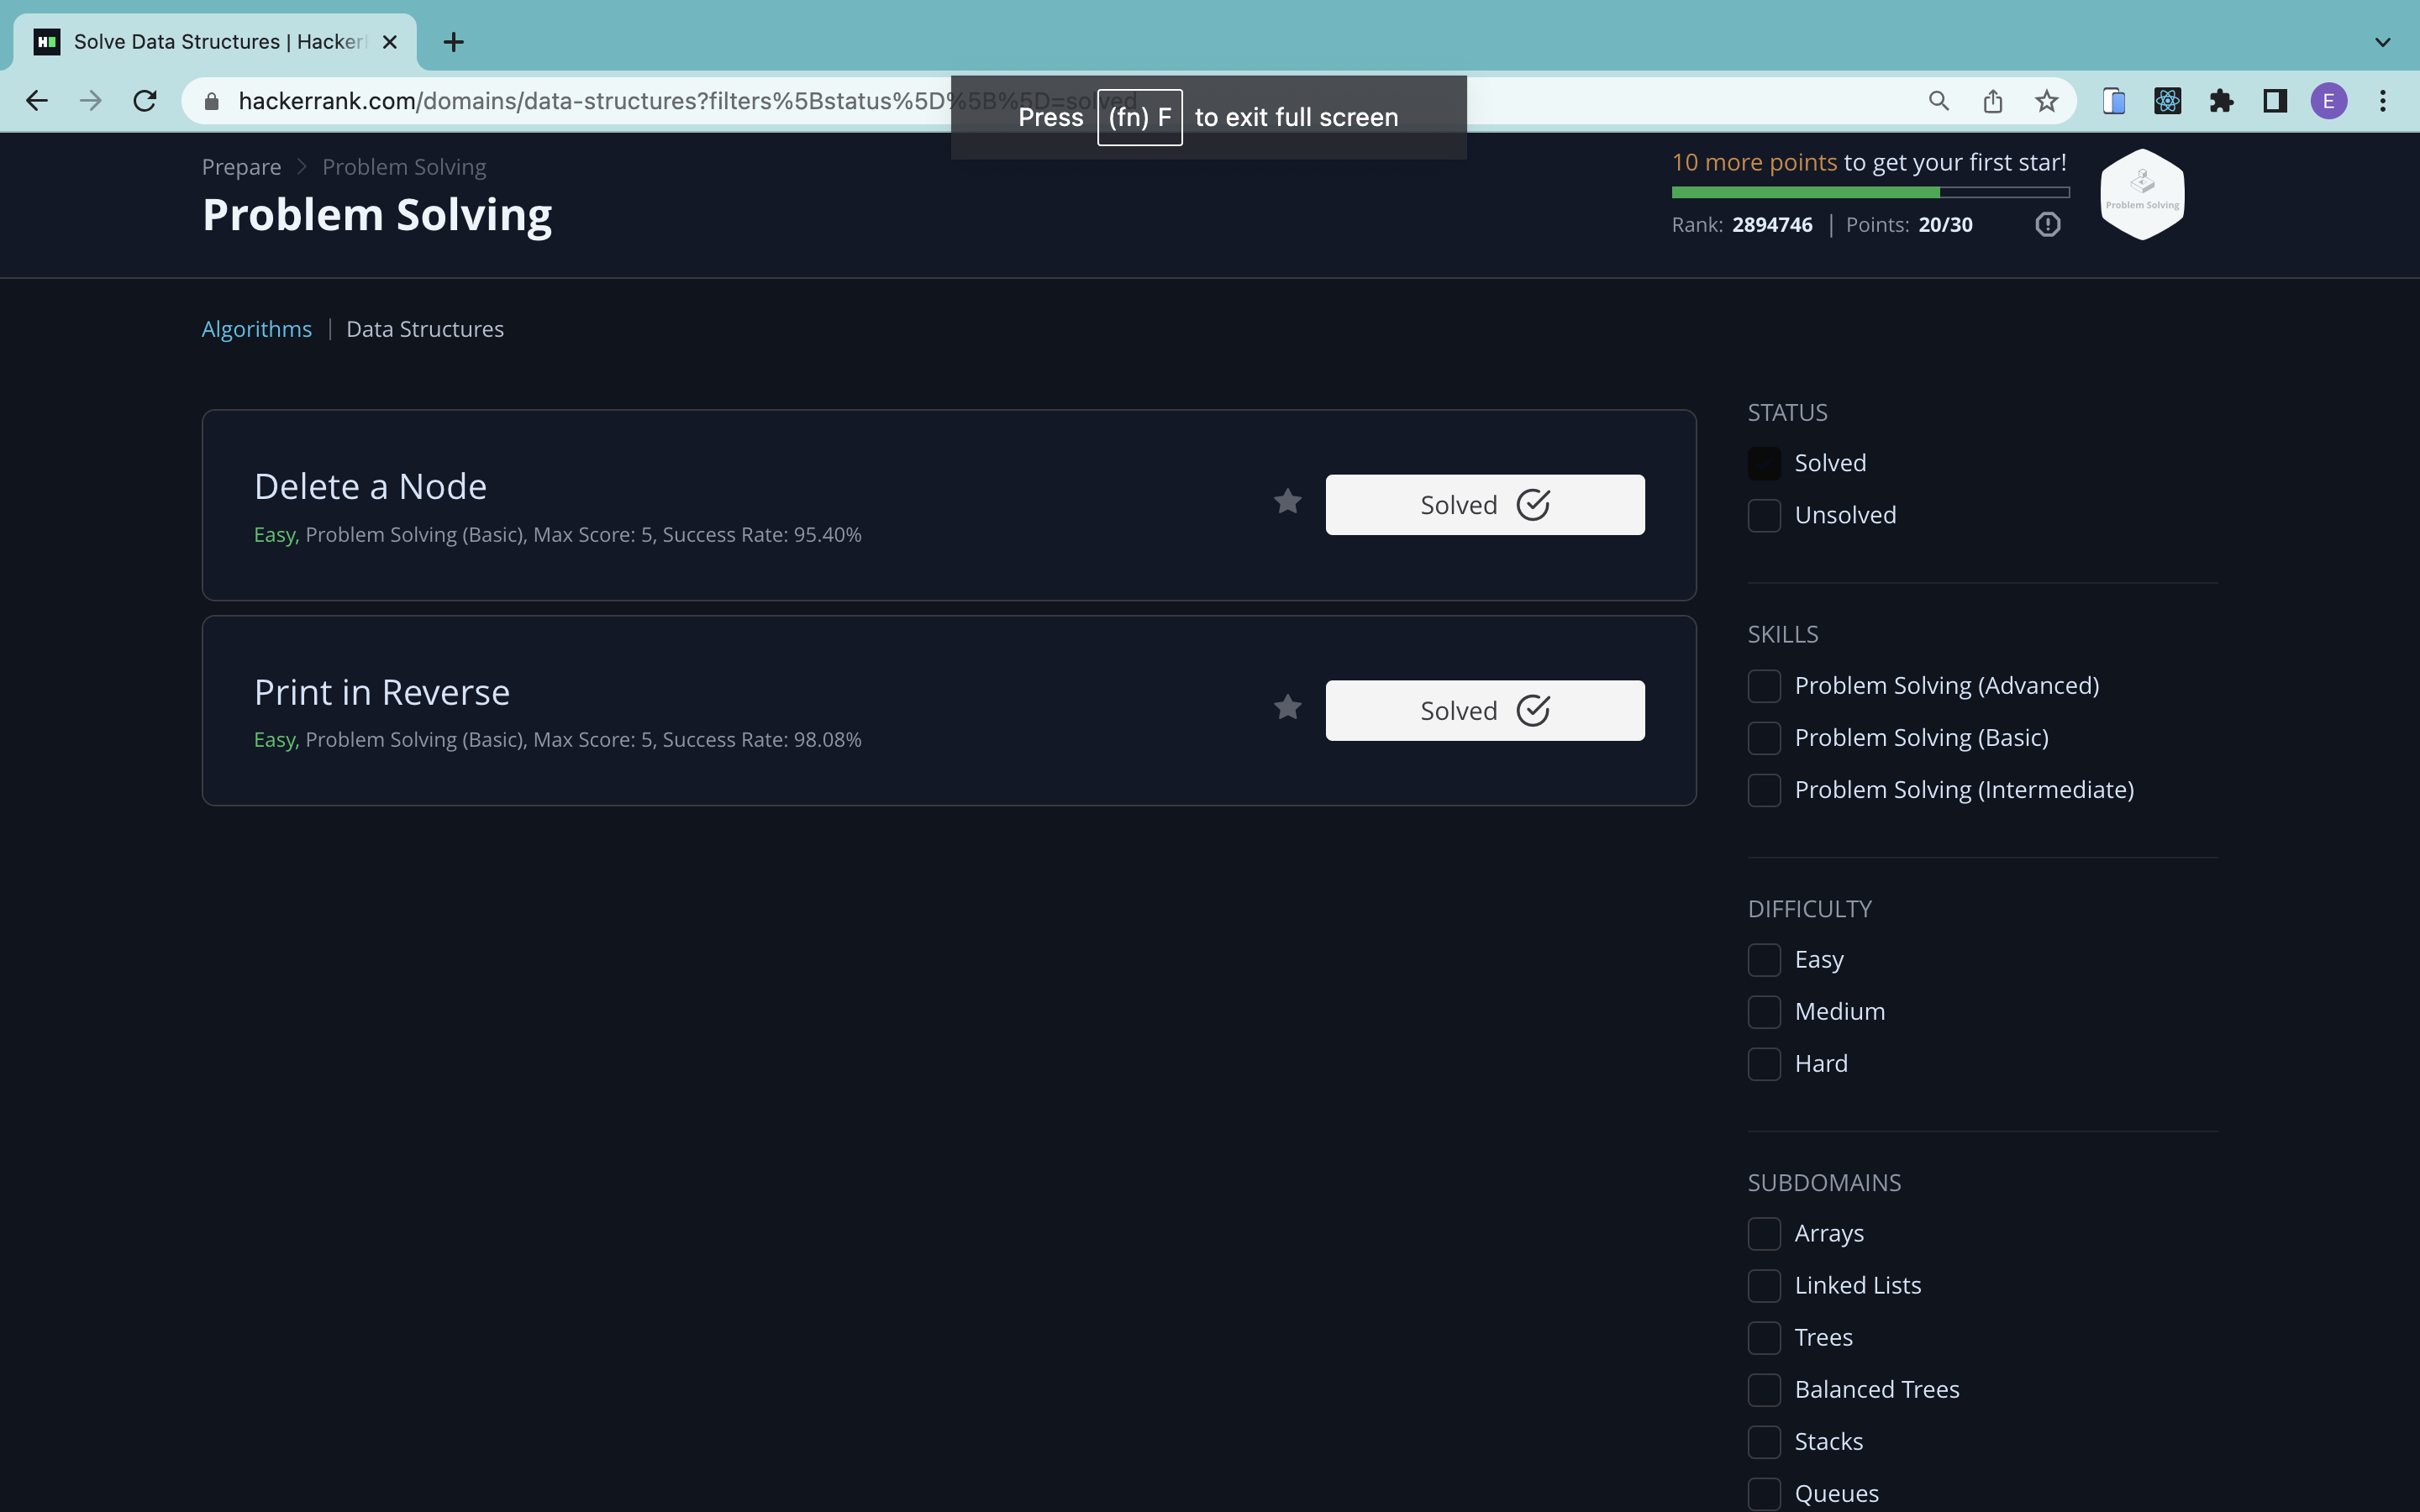 Solve Data Structures | Hacker
hackerrank.com/domains/data-structures?filters%5Bstatus%5D%5B%5D=solved
E
Press (fn) F to exit full screen
Prepare > Problem Solving
Problem Solving
10 more points to get your first star!
Rank: 2894746 | Points: 20/30
Problem Solving
Algorithms | Data Structures
Delete a Node
Easy, Problem Solving (Basic), Max Score: 5, Success Rate: 95.40%
Solved
Print in Reverse
Easy, Problem Solving (Basic), Max Score: 5, Success Rate: 98.08%
Solved
STATUS
Solved
Unsolved
SKILLS
Problem Solving (Advanced)
Problem Solving (Basic)
Problem Solving (Intermediate)
DIFFICULTY
Easy
Medium
Hard
SUBDOMAINS
Arrays
Linked Lists
Trees
Balanced Trees
Stacks
Queues